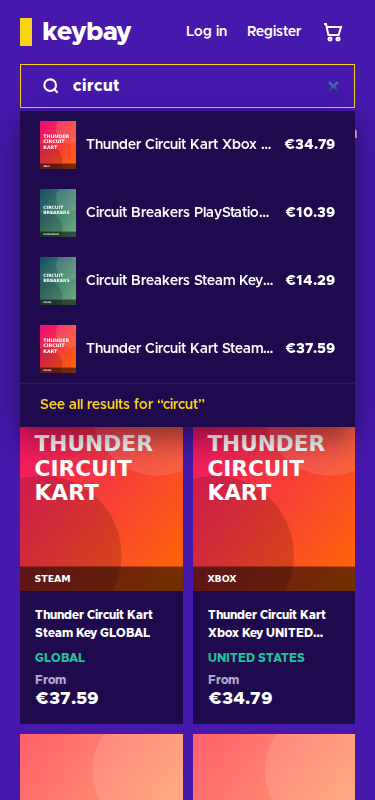 keybay
Log in Register
circut
THUNDER
CIRCUIT
KART
Thunder Circuit Kart Xbox ... €34.79
CIRCUIT
BREAKERS
Circuit Breakers PlayStatio... €10.39
CIRCUIT
BREAKERS
Circuit Breakers Steam Key... €14.29
THUNDER
CIRCUIT
KART
Thunder Circuit Kart Steam... €37.59
See all results for “circut”
THUNDER
CIRCUIT
KART
STEAM
Thunder Circuit Kart
Steam Key GLOBAL
GLOBAL
From
€37.59
THUNDER
CIRCUIT
KART
XBOX
Thunder Circuit Kart
Xbox Key UNITED...
UNITED STATES
From
€34.79